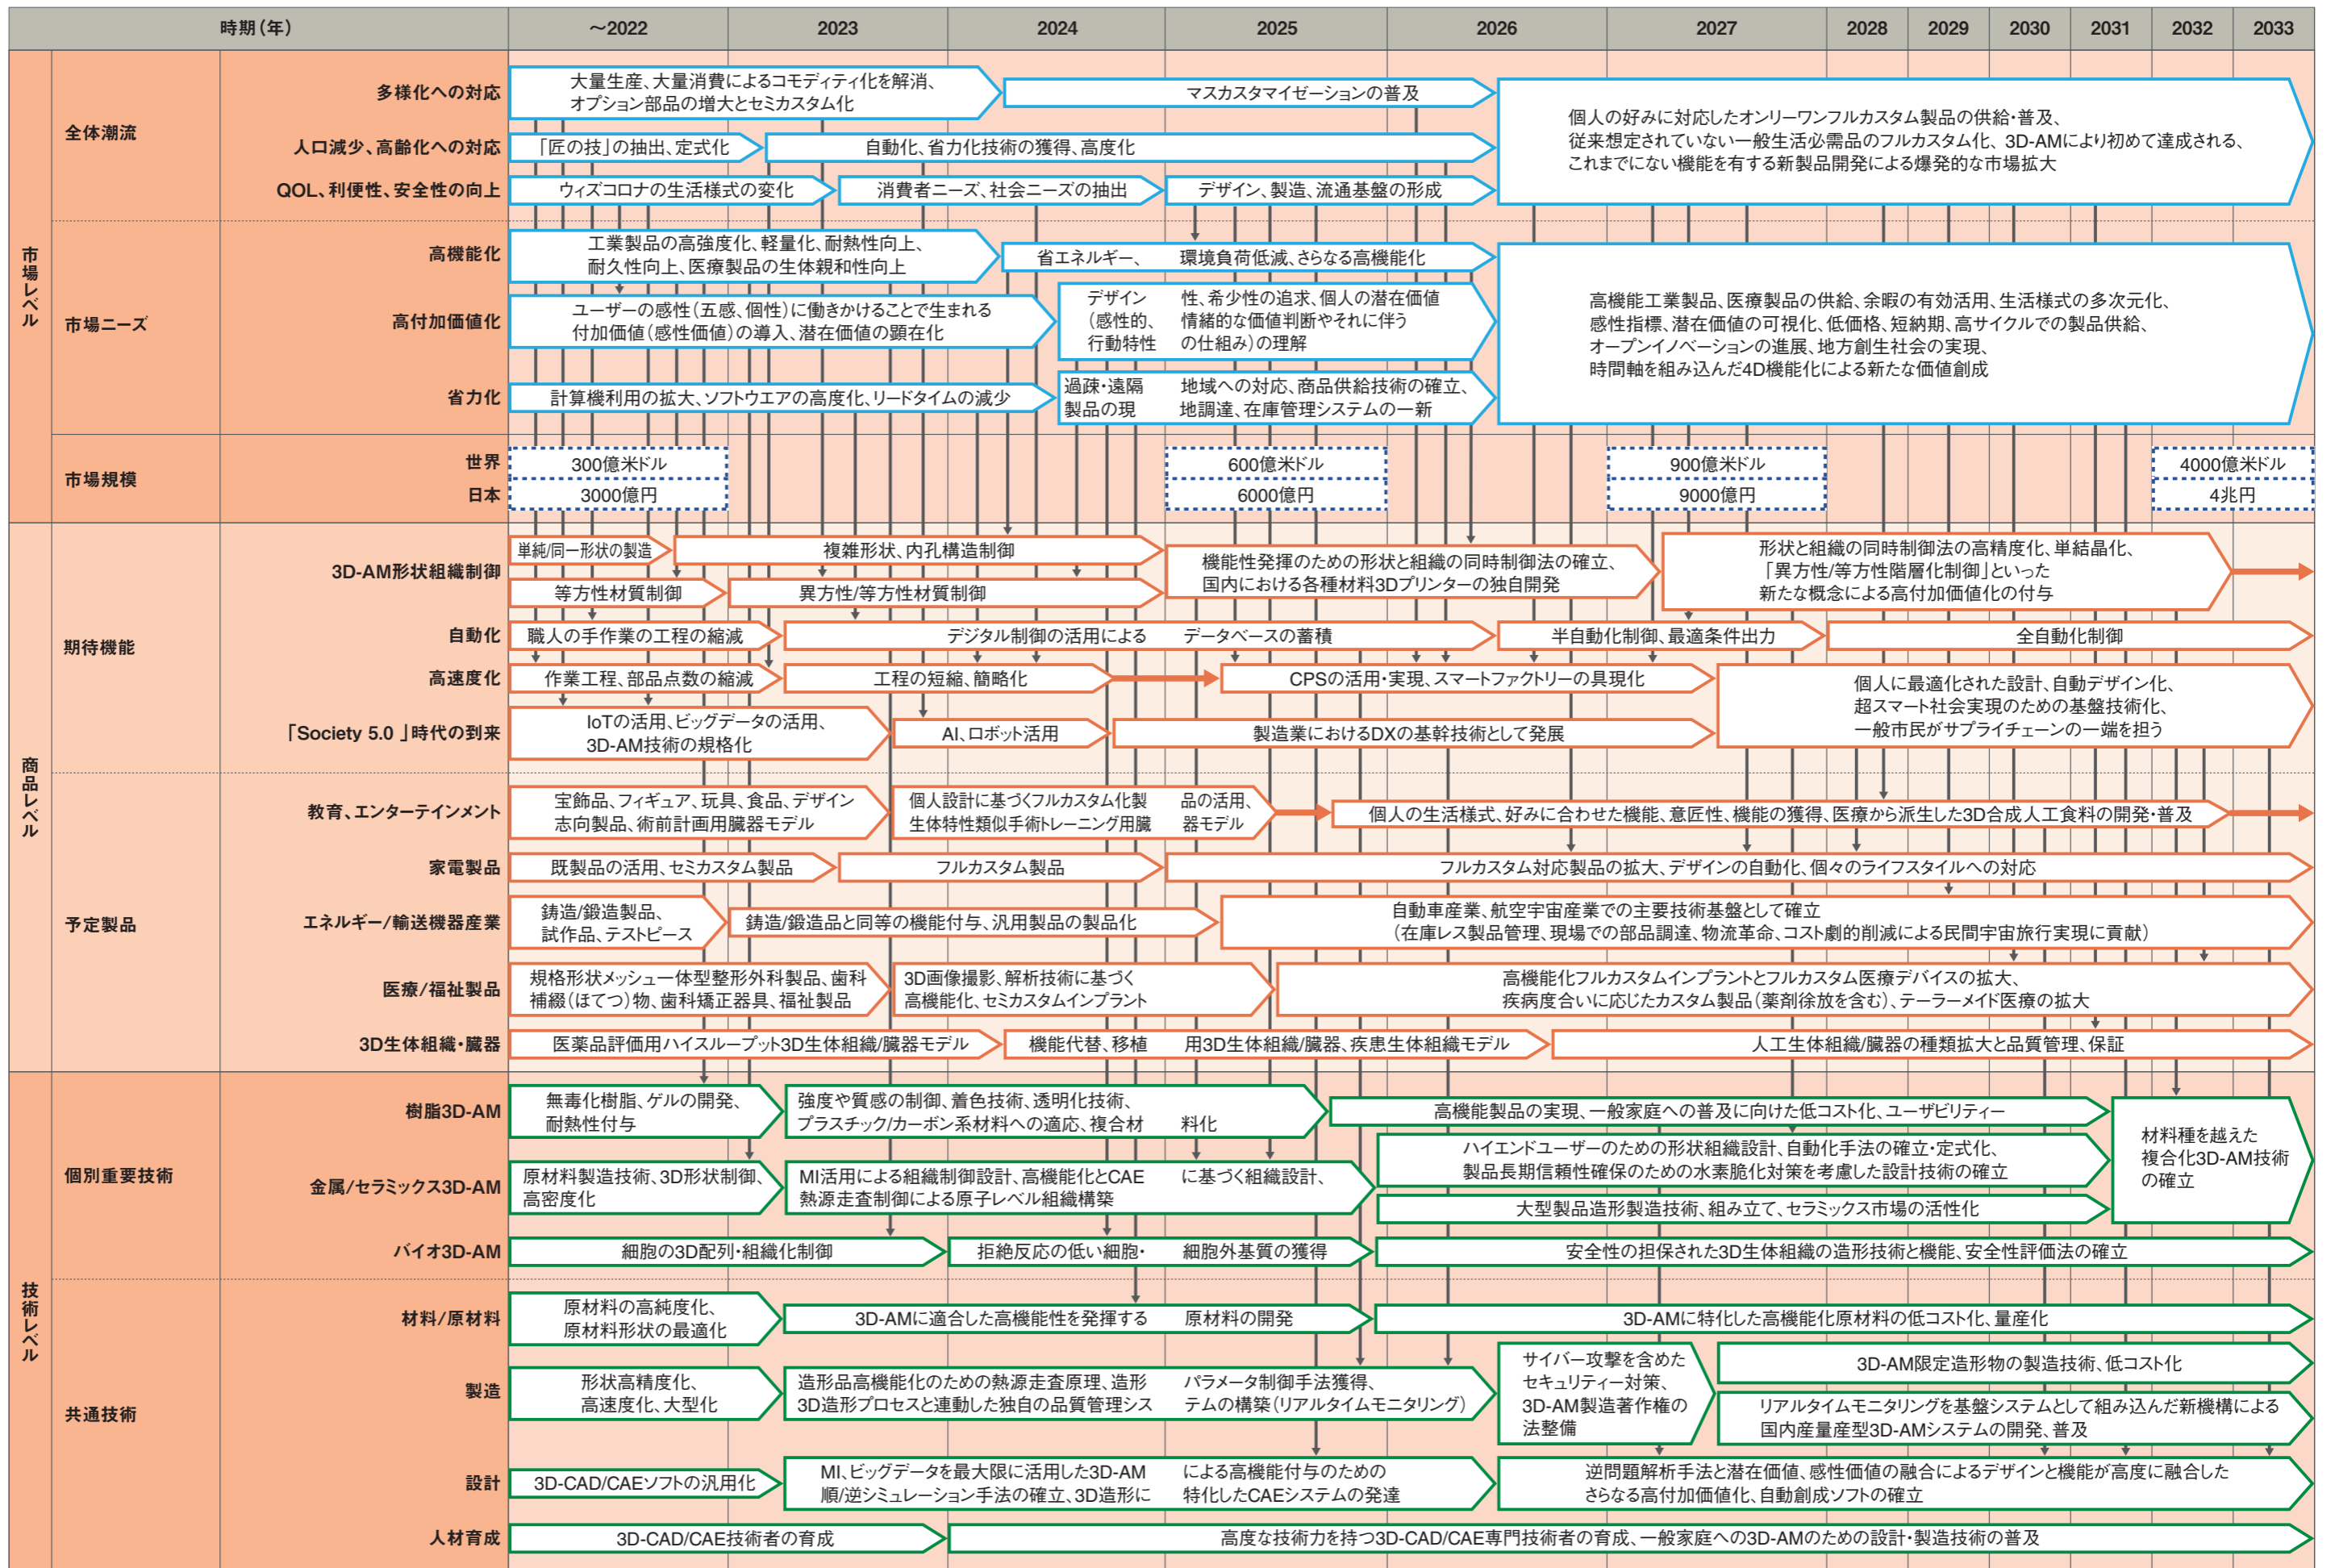 時期（年）
～2022
2023
2024
2025
2026
2027
2028
2029
2030
2031
2032
2033
市場レベル
全体潮流
多様化への対応
大量生産、大量消費によるコモディティ化を解消、
オプション部品の増大とセミカスタム化
マスカスタマイゼーションの普及
個人の好みに対応したオンリーワンフルカスタム製品の供給・普及、
従来想定されていない一般生活必需品のフルカスタム化、3D-AMにより初めて達成される、
これまでにない機能を有する新製品開発による爆発的な市場拡大
人口減少、高齢化への対応
「匠の技」の抽出、定式化
自動化、省力化技術の獲得、高度化
QOL、利便性、安全性の向上
ウィズコロナの生活様式の変化
消費者ニーズ、社会ニーズの抽出
デザイン、製造、流通基盤の形成
市場ニーズ
高機能化
工業製品の高強度化、軽量化、耐熱性向上、
耐久性向上、医療製品の生体親和性向上
省エネルギー、 環境負荷低減、さらなる高機能化
高機能工業製品、医療製品の供給、余暇の有効活用、生活様式の多次元化、
感性指標、潜在価値の可視化、低価格、短納期、高サイクルでの製品供給、
オープンイノベーションの進展、地方創生社会の実現、
時間軸を組み込んだ4D機能化による新たな価値創成
高付加価値化
ユーザーの感性（五感、個性）に働きかけることで生まれる
付加価値（感性価値）の導入、潜在価値の顕在化
デザイン 性、希少性の追求、個人の潜在価値
（感性的、 情緒的な価値判断やそれに伴う
行動特性 の仕組み）の理解
省力化
計算機利用の拡大、ソフトウエアの高度化、リードタイムの減少
過疎・遠隔 地域への対応、商品供給技術の確立、
製品の現 地調達、在庫管理システムの一新
市場規模
世界
300億米ドル
600億米ドル
900億米ドル
4000億米ドル
日本
3000億円
6000億円
9000億円
4兆円
商品レベル
期待機能
3D-AM形状組織制御
単純/同一形状の製造
複雑形状、内孔構造制御
等方性材質制御
異方性/等方性材質制御
機能性発揮のための形状と組織の同時制御法の確立、
国内における各種材料3Dプリンターの独自開発
形状と組織の同時制御法の高精度化、単結晶化、
「異方性/等方性階層化制御」といった
新たな概念による高付加価値化の付与
自動化
職人の手作業の工程の縮減
デジタル制御の活用による データベースの蓄積
半自動化制御、最適条件出力
全自動化制御
高速度化
作業工程、部品点数の縮減
工程の短縮、簡略化
CPSの活用・実現、スマートファクトリーの具現化
個人に最適化された設計、自動デザイン化、
超スマート社会実現のための基盤技術化、
一般市民がサプライチェーンの一端を担う
「Society 5.0 」時代の到来
IoTの活用、ビッグデータの活用、
3D-AM技術の規格化
AI、ロボット活用
製造業におけるDXの基幹技術として発展
予定製品
教育、エンターテインメント
宝飾品、フィギュア、玩具、食品、デザイン
志向製品、術前計画用臓器モデル
個人設計に基づくフルカスタム化製 品の活用、
生体特性類似手術トレーニング用臓 器モデル
個人の生活様式、好みに合わせた機能、意匠性、機能の獲得、医療から派生した3D合成人工食料の開発・普及
家電製品
既製品の活用、セミカスタム製品
フルカスタム製品
フルカスタム対応製品の拡大、デザインの自動化、個々のライフスタイルへの対応
エネルギー/輸送機器産業
鋳造/鍛造製品、
試作品、テストピース
鋳造/鍛造品と同等の機能付与、汎用製品の製品化
自動車産業、航空宇宙産業での主要技術基盤として確立
（在庫レス製品管理、現場での部品調達、物流革命、コスト劇的削減による民間宇宙旅行実現に貢献）
医療/福祉製品
規格形状メッシュ一体型整形外科製品、歯科
補綴（ほてつ）物、歯科矯正器具、福祉製品
3D画像撮影、解析技術に基づく
高機能化、セミカスタムインプラント
高機能化フルカスタムインプラントとフルカスタム医療デバイスの拡大、
疾病度合いに応じたカスタム製品（薬剤徐放を含む）、テーラーメイド医療の拡大
3D生体組織・臓器
医薬品評価用ハイスループット3D生体組織/臓器モデル
機能代替、移植 用3D生体組織/臓器、疾患生体組織モデル
人工生体組織/臓器の種類拡大と品質管理、保証
技術レベル
個別重要技術
樹脂3D-AM
無毒化樹脂、ゲルの開発、
耐熱性付与
強度や質感の制御、着色技術、透明化技術、
プラスチック/カーボン系材料への適応、複合材 料化
高機能製品の実現、一般家庭への普及に向けた低コスト化、ユーザビリティー
材料種を越えた
複合化3D-AM技術
の確立
金属/セラミックス3D-AM
原材料製造技術、3D形状制御、
高密度化
MI活用による組織制御設計、高機能化とCAE に基づく組織設計、
熱源走査制御による原子レベル組織構築
ハイエンドユーザーのための形状組織設計、自動化手法の確立・定式化、
製品長期信頼性確保のための水素脆化対策を考慮した設計技術の確立
大型製品造形製造技術、組み立て、セラミックス市場の活性化
バイオ3D-AM
細胞の3D配列・組織化制御
拒絶反応の低い細胞・ 細胞外基質の獲得
安全性の担保された3D生体組織の造形技術と機能、安全性評価法の確立
共通技術
材料/原材料
原材料の高純度化、
原材料形状の最適化
3D-AMに適合した高機能性を発揮する 原材料の開発
3D-AMに特化した高機能化原材料の低コスト化、量産化
製造
形状高精度化、
高速度化、大型化
造形品高機能化のための熱源走査原理、造形 パラメータ制御手法獲得、
3D造形プロセスと連動した独自の品質管理シス テムの構築（リアルタイムモニタリング）
サイバー攻撃を含めた
セキュリティー対策、
3D-AM製造著作権の
法整備
3D-AM限定造形物の製造技術、低コスト化
リアルタイムモニタリングを基盤システムとして組み込んだ新機構による
国内産量産型3D-AMシステムの開発、普及
設計
3D-CAD/CAEソフトの汎用化
MI、ビッグデータを最大限に活用した3D-AM による高機能付与のための
順/逆シミュレーション手法の確立、3D造形に 特化したCAEシステムの発達
逆問題解析手法と潜在価値、感性価値の融合によるデザインと機能が高度に融合した
さらなる高付加価値化、自動創成ソフトの確立
人材育成
3D-CAD/CAE技術者の育成
高度な技術力を持つ3D-CAD/CAE専門技術者の育成、一般家庭への3D-AMのための設計・製造技術の普及